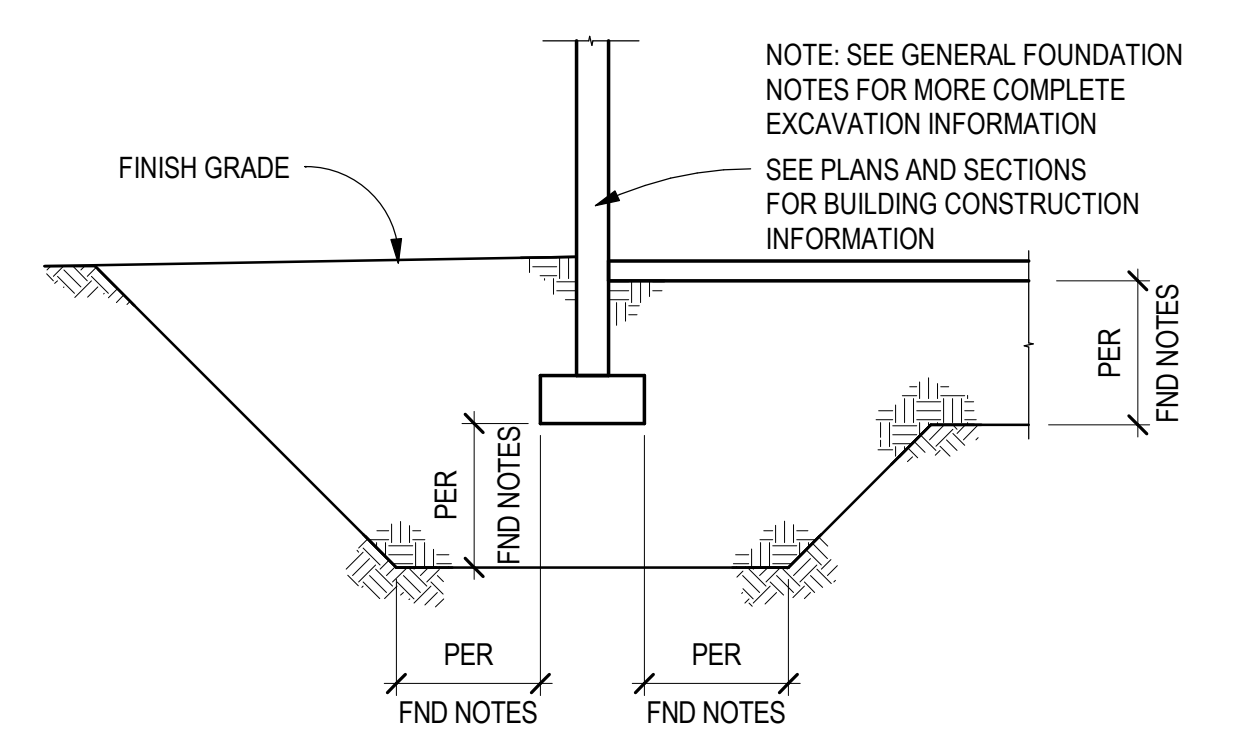 NOTE: SEE GENERAL FOUNDATION
NOTES FOR MORE COMPLETE
EXCAVATION INFORMATION
FINISH GRADE
SEE PLANS AND SECTIONS
FOR BUILDING CONSTRUCTION
INFORMATION
PER
FND NOTES
PER
FND NOTES
PER
FND NOTES
PER
FND NOTES